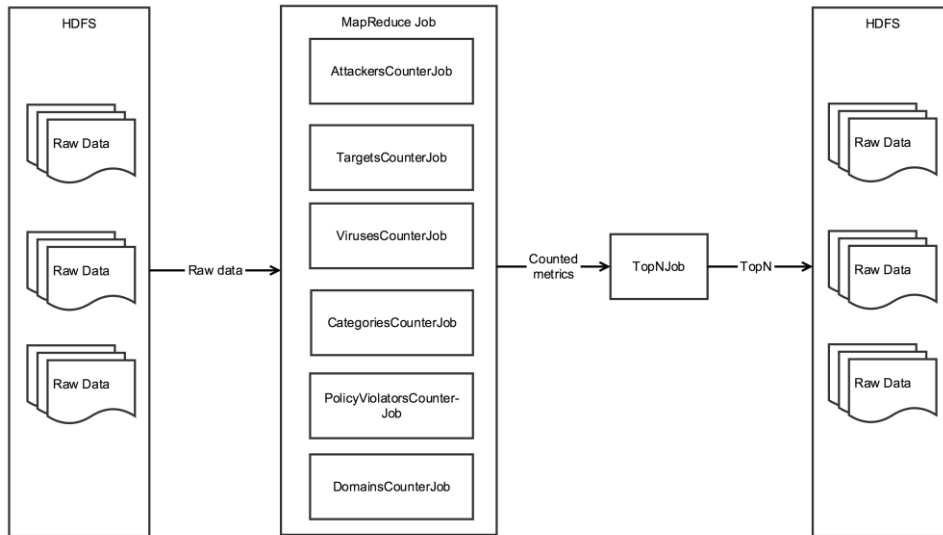 HDFS
Raw Data
Raw Data
Raw Data
Raw data
MapReduce Job
AttackersCounterJob
TargetsCounterJob
VirusesCounterJob
CategoriesCounterJob
PolicyViolatorsCounter-
Job
DomainsCounterJob
Counted
metrics
TopNJob
TopN
HDFS
Raw Data
Raw Data
Raw Data